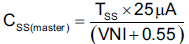 C_SS(master) = T_SS × 25μA / (VNI + 0.55)